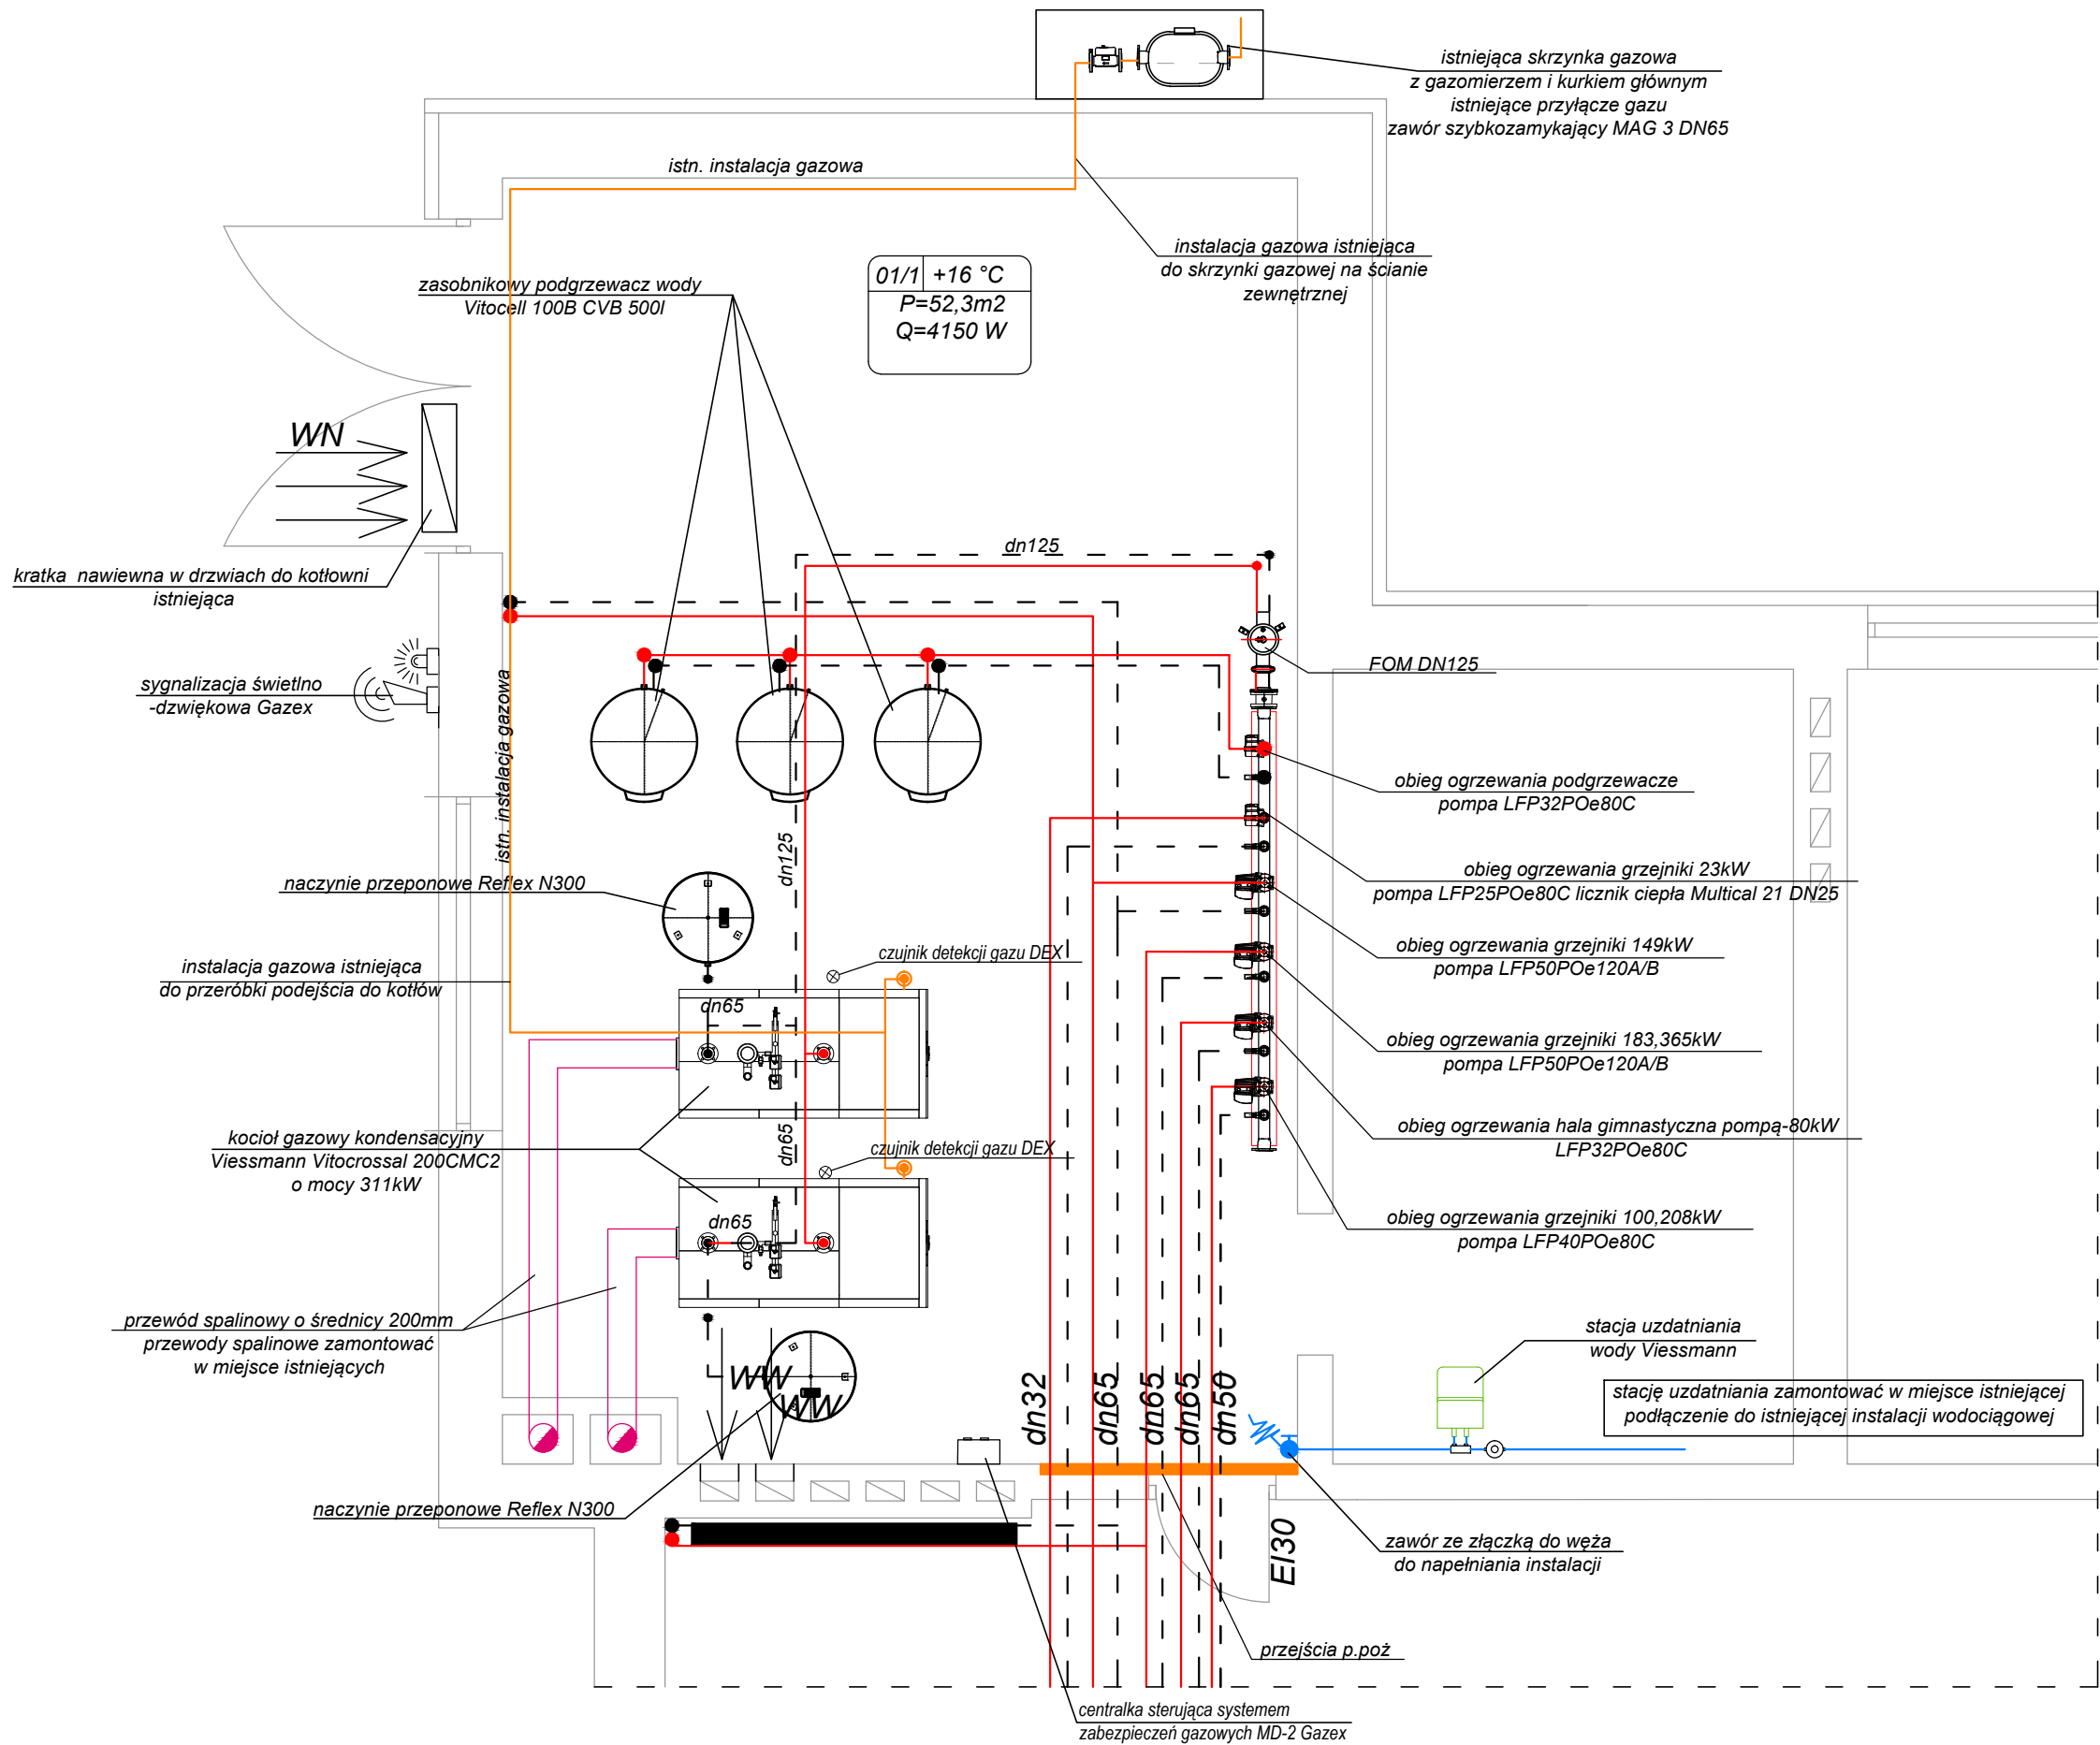 istniejąca skrzynka gazowa
z gazomierzem i kurkiem głównym
istniejące przyłącze gazu
zawór szybkozamykający MAG 3 DN65
istn. instalacja gazowa
instalacja gazowa istniejąca
do skrzynki gazowej na ścianie
zewnętrznej
zasobnikowy podgrzewacz wody
Vitocell 100B CVB 500l
01/1 +16 °C
P=52,3m2
Q=4150 W
WN
kratka nawiewna w drzwiach do kotłowni
istniejąca
dn125
sygnalizacja świetlno
-dzwiękowa Gazex
istn. instalacja gazowa
FOM DN125
obieg ogrzewania podgrzewacze
pompa LFP32POe80C
dn125
naczynie przeponowe Reflex N300
obieg ogrzewania grzejniki 23kW
pompa LFP25POe80C licznik ciepła Multical 21 DN25
czujnik detekcji gazu DEX
obieg ogrzewania grzejniki 149kW
pompa LFP50POe120A/B
instalacja gazowa istniejąca
do przeróbki podejścia do kotłów
dn65
obieg ogrzewania grzejniki 183,365kW
pompa LFP50POe120A/B
kocioł gazowy kondensacyjny
Viessmann Vitocrossal 200CMC2
o mocy 311kW
dn65
czujnik detekcji gazu DEX
obieg ogrzewania hala gimnastyczna pompą-80kW
LFP32POe80C
dn65
obieg ogrzewania grzejniki 100,208kW
pompa LFP40POe80C
przewód spalinowy o średnicy 200mm
przewody spalinowe zamontować
w miejsce istniejących
stacja uzdatniania
wody Viessmann
WW
WW
dn32
dn65
dn65
dn65
dn50
stację uzdatniania zamontować w miejsce istniejącej
podłączenie do istniejącej instalacji wodociągowej
naczynie przeponowe Reflex N300
EI30
zawór ze złączką do węża
do napełniania instalacji
przejścia p.poż
centralka sterująca systemem
zabezpieczeń gazowych MD-2 Gazex